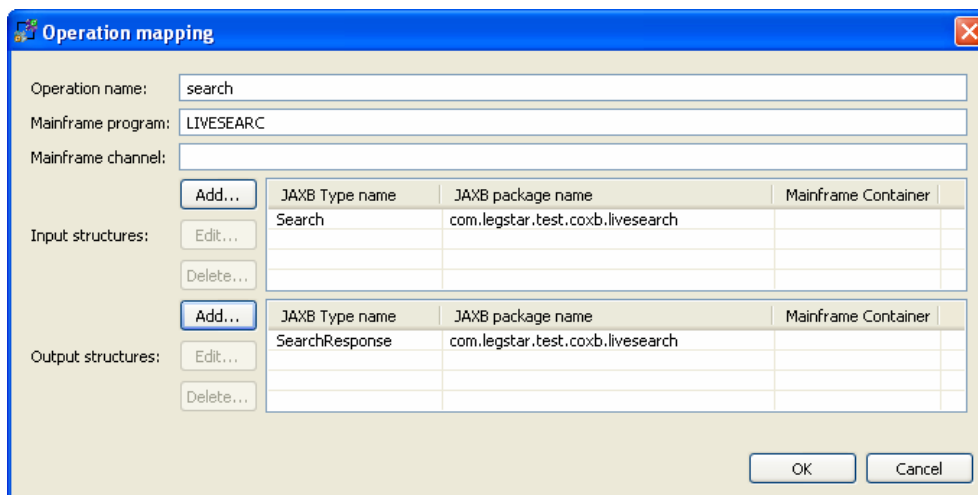 Operation mapping
Operation name: search
Mainframe program: LIVESEARC
Mainframe channel:
Add... JAXB Type name JAXB package name Mainframe Container
Search com.legstar.test.coxb.livesearch
Input structures: Edit...
Delete...
Add... JAXB Type name JAXB package name Mainframe Container
SearchResponse com.legstar.test.coxb.livesearch
Output structures: Edit...
Delete...
OK Cancel